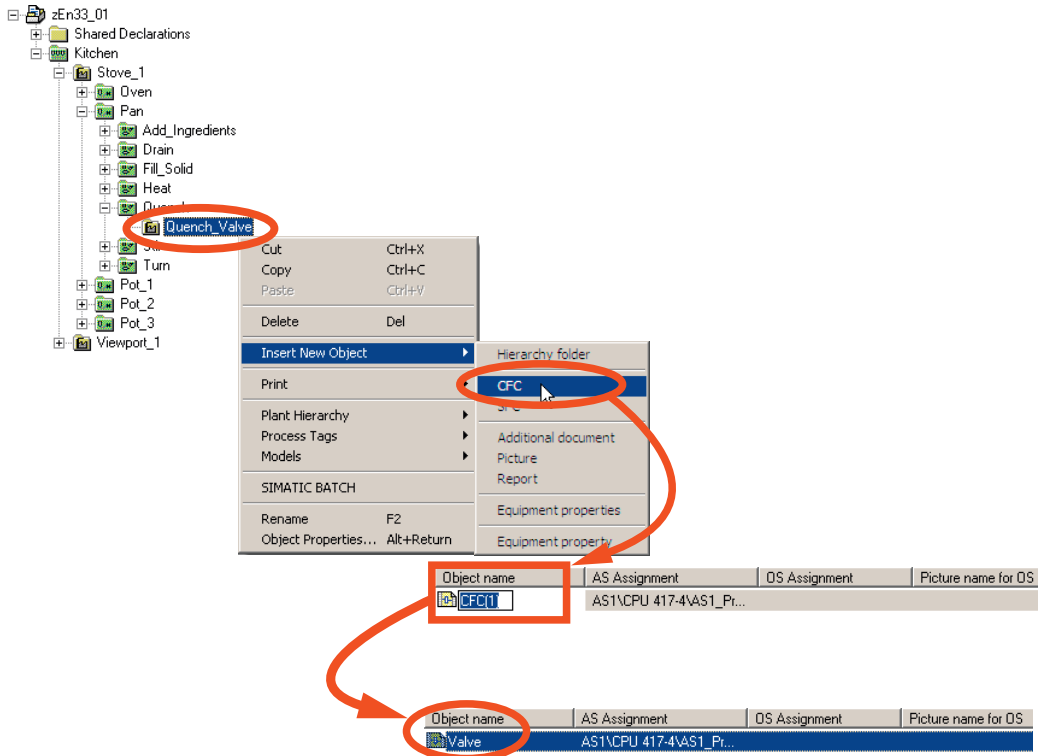 zEn33_01
Shared Declarations
Kitchen
Stove_1
Oven
Pan
Add_Ingredients
Drain
Fill_Solid
Heat
Quench_Valve
Turn
Pot_1
Pot_2
Pot_3
Viewport_1
Cut Ctrl+X
Copy Ctrl+C
Paste Ctrl+V
Delete Del
Insert New Object
Print
Plant Hierarchy
Process Tags
Models
SIMATIC BATCH
Rename F2
Object Properties... Alt+Return
Hierarchy folder
CFC
SFC
Additional document
Picture
Report
Equipment properties
Equipment property
Object name AS Assignment OS Assignment Picture name for OS
CFC(1) AS1\CPU 417-4\AS1_Pr...
Object name AS Assignment OS Assignment Picture name for OS
Valve AS1\CPU 417-4\AS1_Pr...